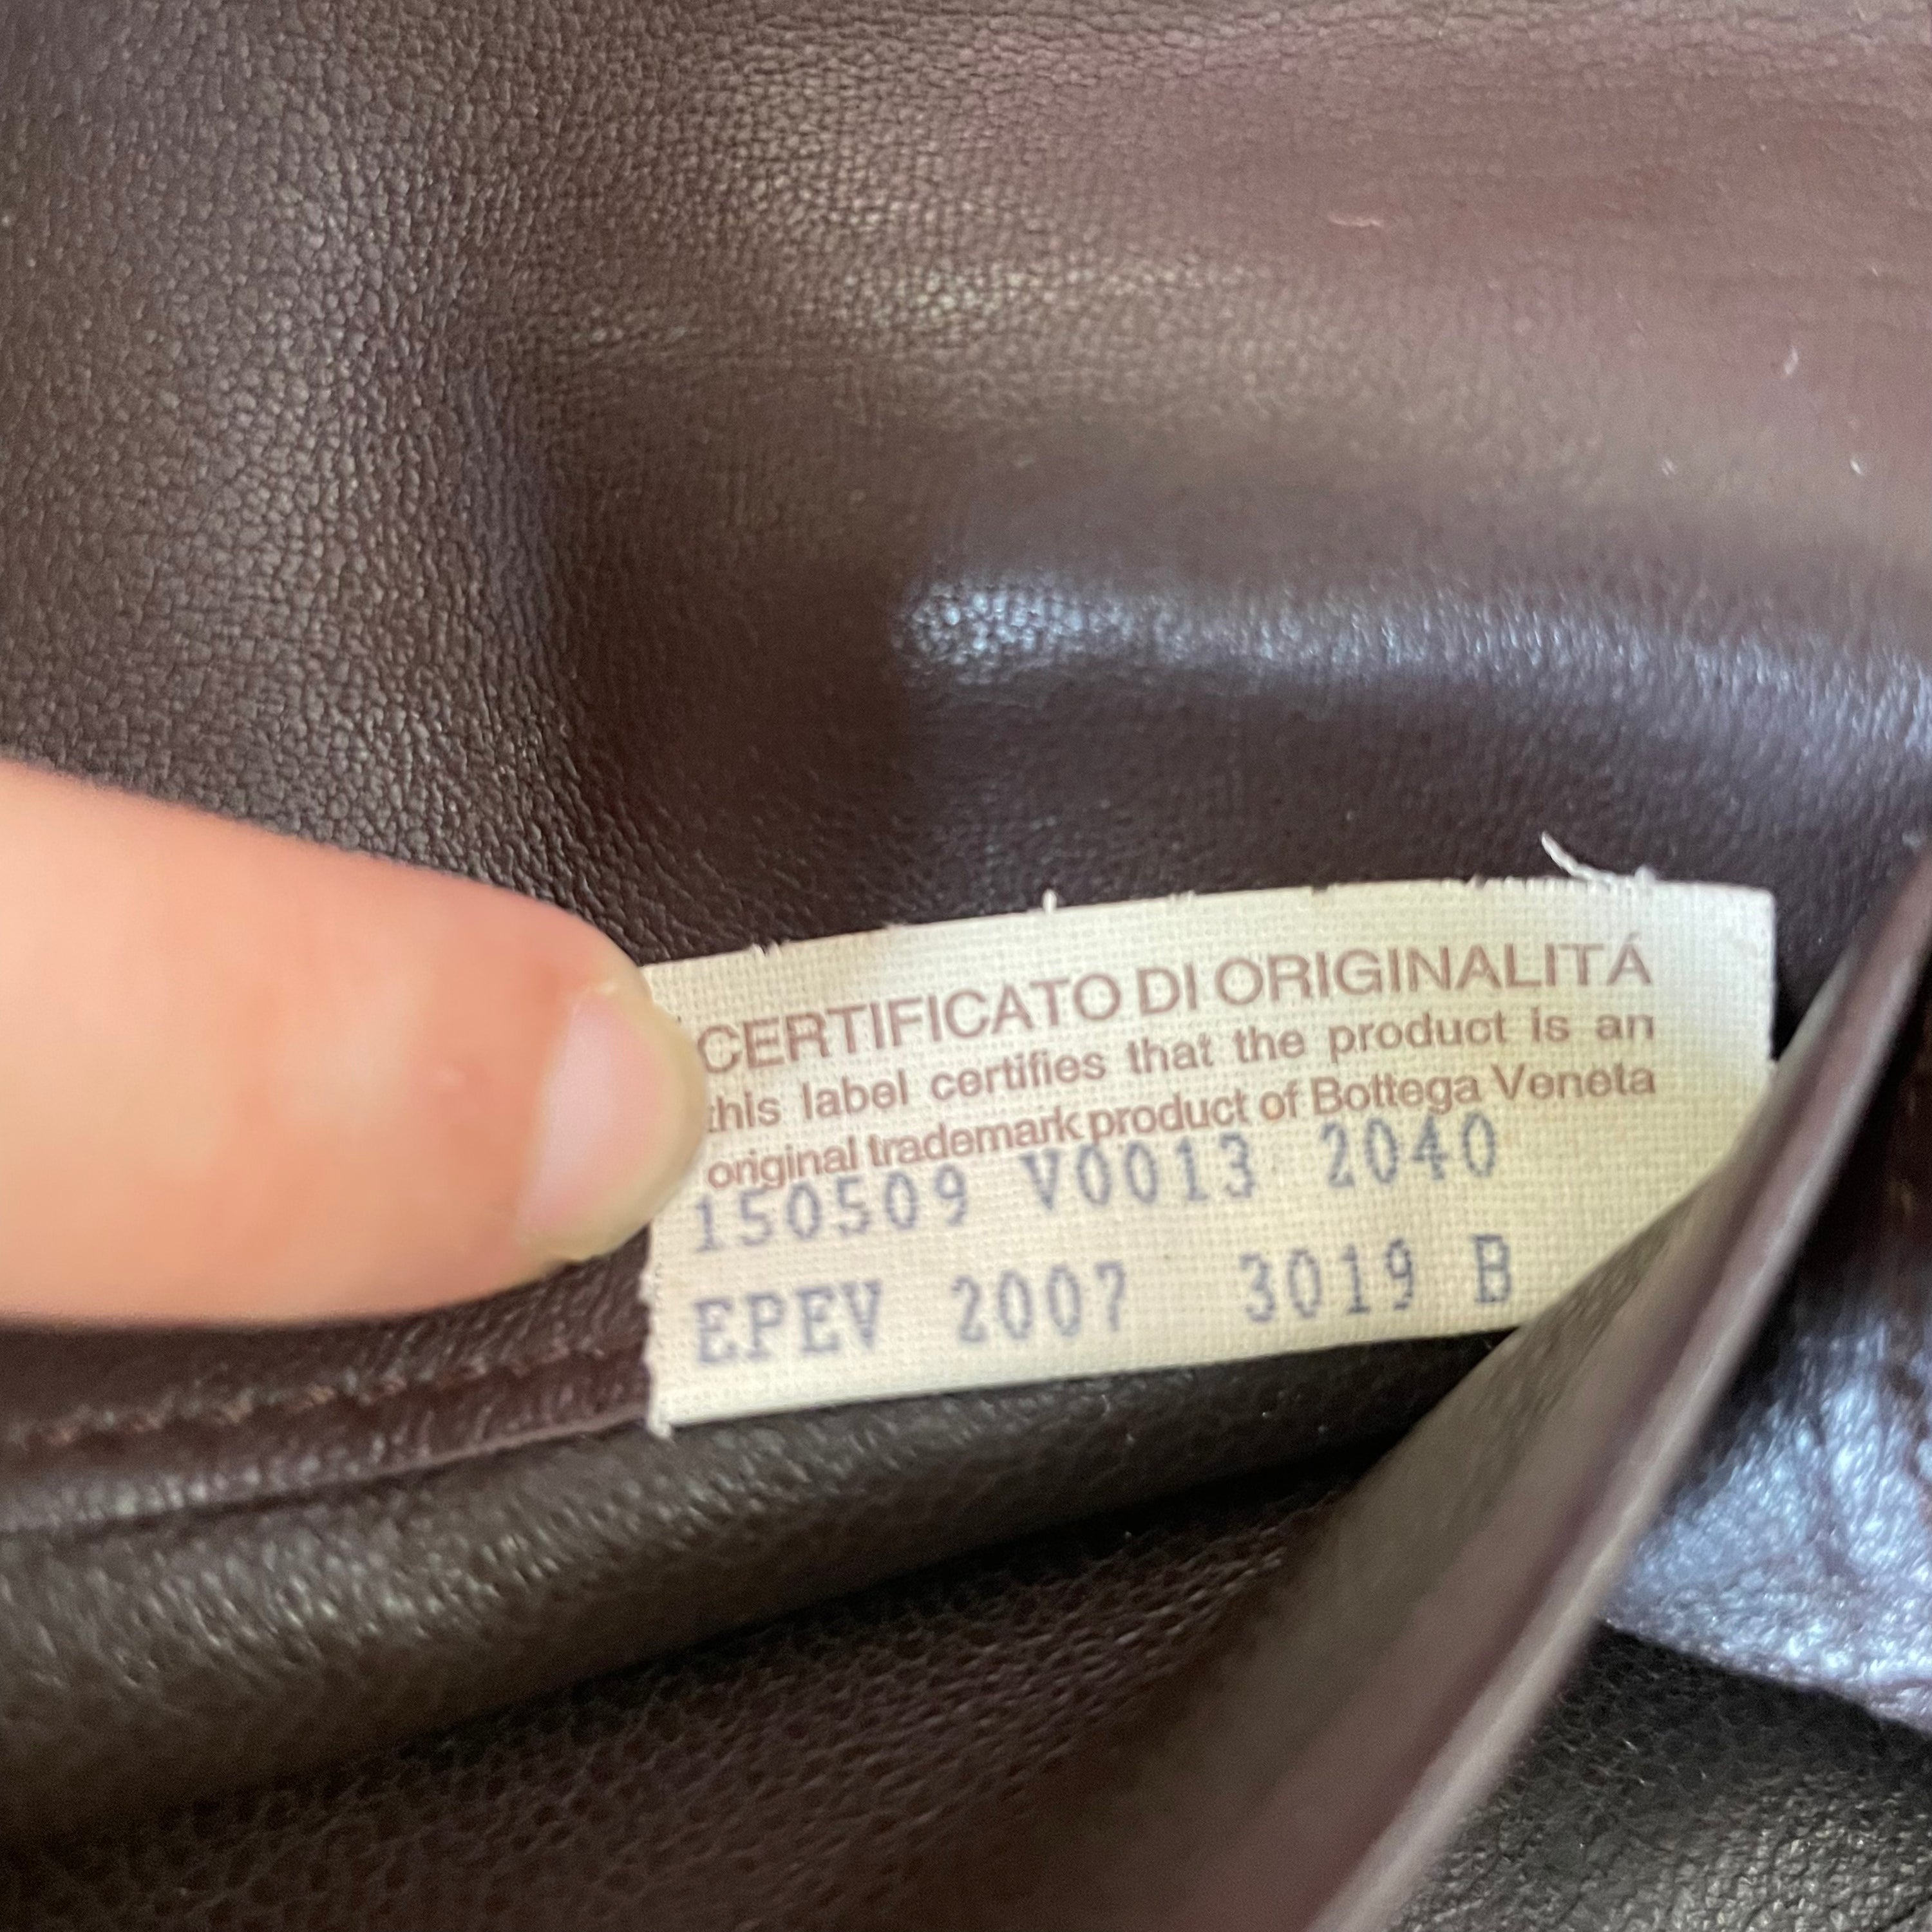 CERTIFICATO DI ORIGINALITÁ
this label certifies that the product is an
original trademark product of Bottega Veneta
150509 V0013 2040
EPEV 2007 3019 B